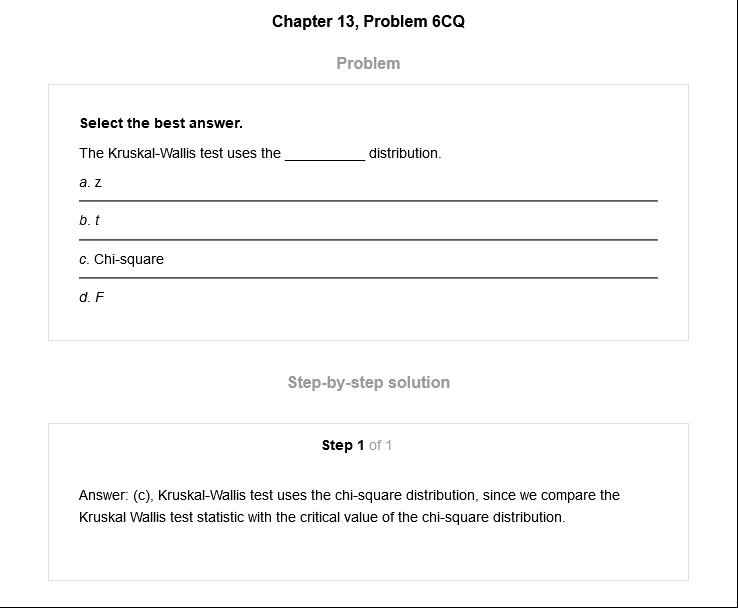 Chapter 13, Problem 6CQ
Problem
Select the best answer.
The Kruskal-Wallis test uses the __________ distribution.
a. z
b. t
c. Chi-square
d. F
Step-by-step solution
Step 1 of 1
Answer: (c), Kruskal-Wallis test uses the chi-square distribution, since we compare the
Kruskal Wallis test statistic with the critical value of the chi-square distribution.